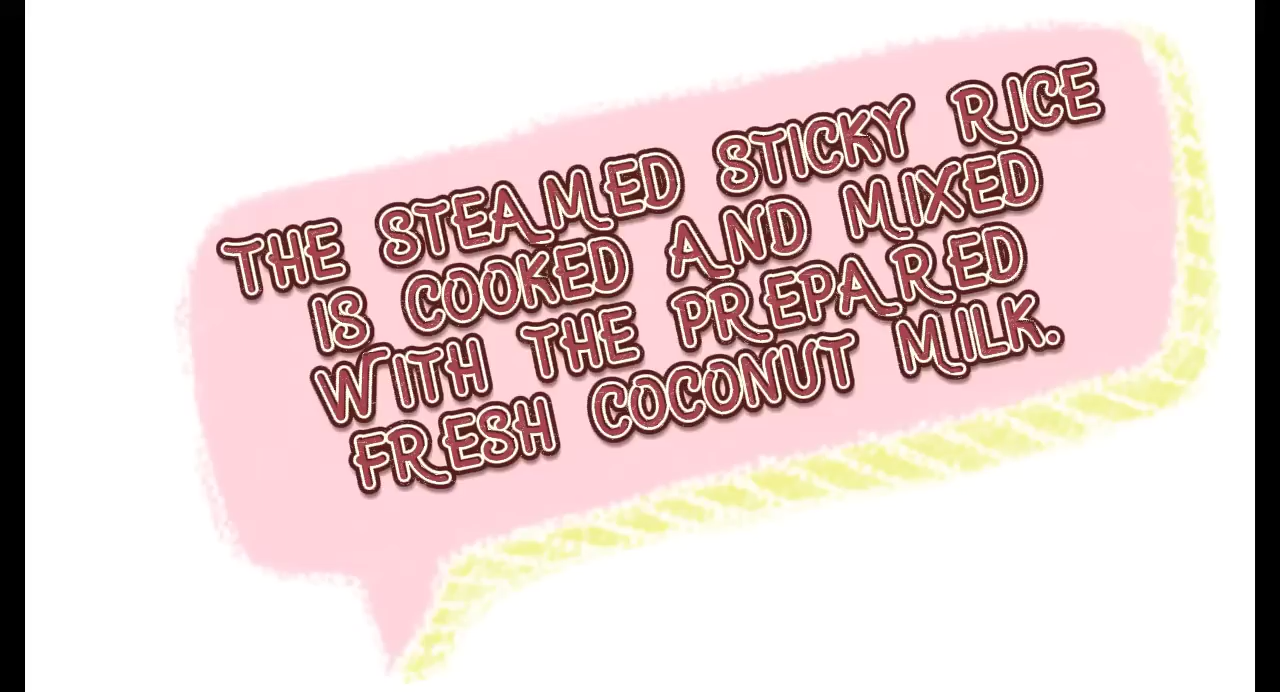 THE STEAMED STICKY RICE
IS COOKED AND MIXED
WITH THE PREPARED
FRESH COCONUT MILK.